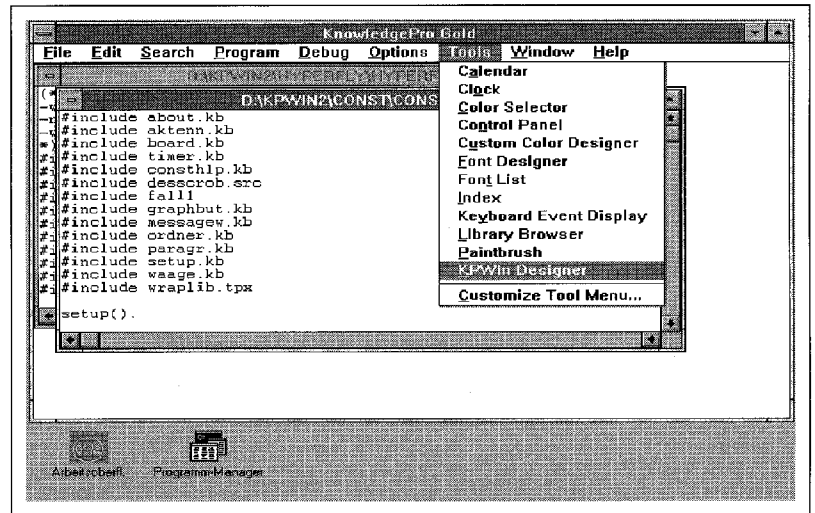 KnowledgePro Gold
File Edit Search Program Debug Options Tools Window Help
D:\KPWIN2\CONST\CONS
#include about.kb
#include aktenn.kb
#include board.kb
#include timer.kb
#include consthlp.kb
#include desscrob.src
#include fall1
#include graphbut.kb
#include messagew.kb
#include ordner.kb
#include paragr.kb
#include setup.kb
#include waage.kb
#include wraplib.tpx
setup().
Calendar
Clock
Color Selector
Control Panel
Custom Color Designer
Font Designer
Font List
Index
Keyboard Event Display
Library Browser
Paintbrush
KPWin Designer
Customize Tool Menu...
Arbeitsoberfl.
Programm-Manager